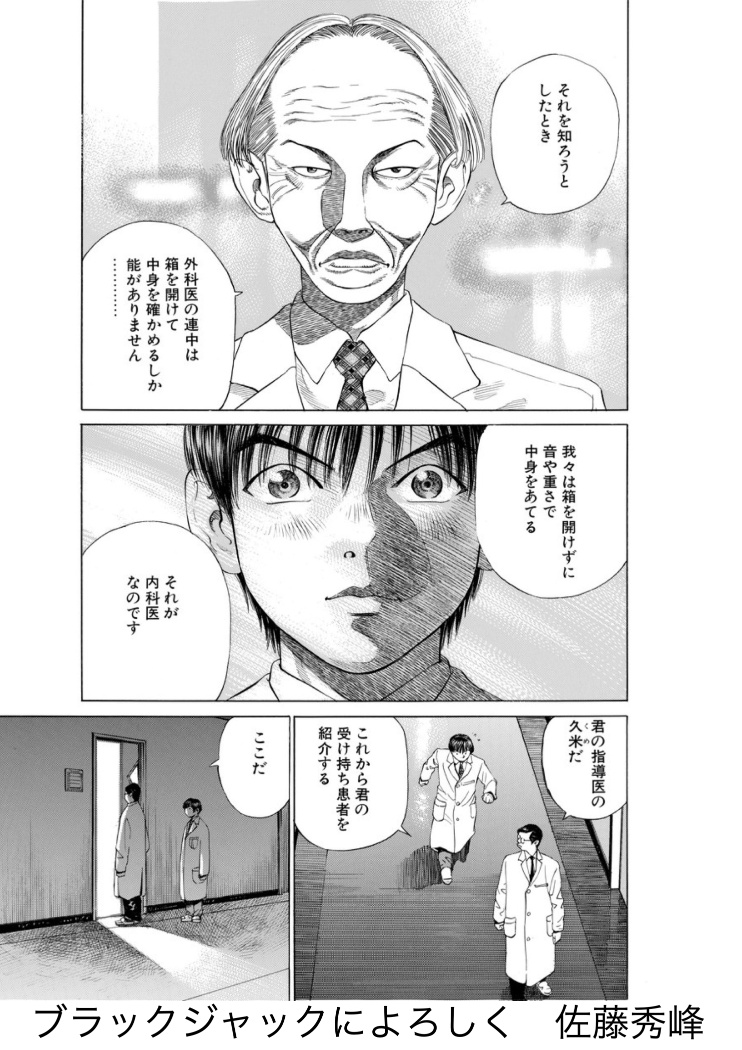 それを知ろうと
したとき
外科医の連中は
箱を開けて
中身を確かめるしか
能がありません
…………
我々は箱を開けずに
音や重さで
中身をあてる
それが
内科医
なのです
君の指導医の
久米だ
くめ
これから君の
受け持ち患者を
紹介する
ここだ
ブラックジャックによろしく　佐藤秀峰